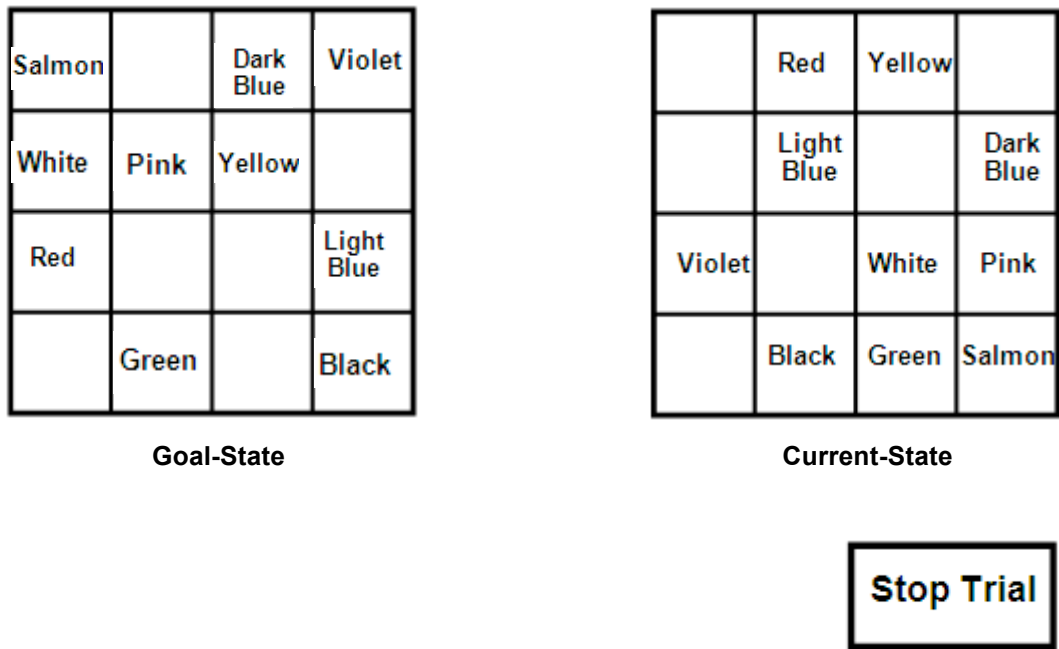 Salmon
Dark
Blue
Violet
White
Pink
Yellow
Red
Light
Blue
Green
Black
Goal-State
Red
Yellow
Light
Blue
Dark
Blue
Violet
White
Pink
Black
Green
Salmon
Current-State
Stop Trial